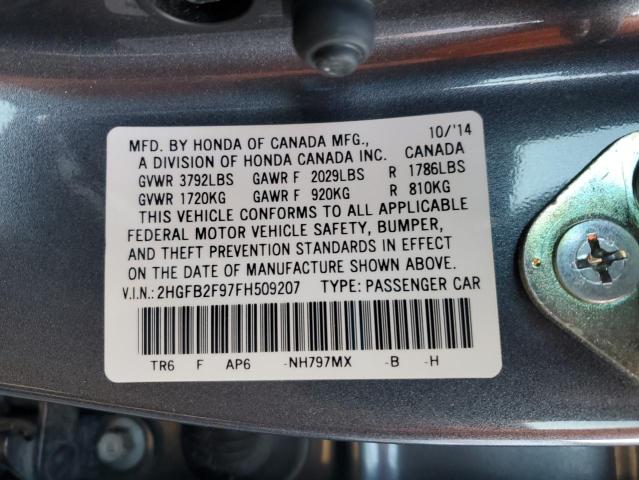 MFD. BY HONDA OF CANADA MFG., 10/'14
A DIVISION OF HONDA CANADA INC. CANADA
GVWR 3792LBS GAWR F 2029LBS R 1786LBS
GVWR 1720KG GAWR F 920KG R 810KG
THIS VEHICLE CONFORMS TO ALL APPLICABLE
FEDERAL MOTOR VEHICLE SAFETY, BUMPER,
AND THEFT PREVENTION STANDARDS IN EFFECT
ON THE DATE OF MANUFACTURE SHOWN ABOVE.
V.I.N.: 2HGFB2F97FH509207 TYPE: PASSENGER CAR
TR6 F AP6 -NH797MX -B -H